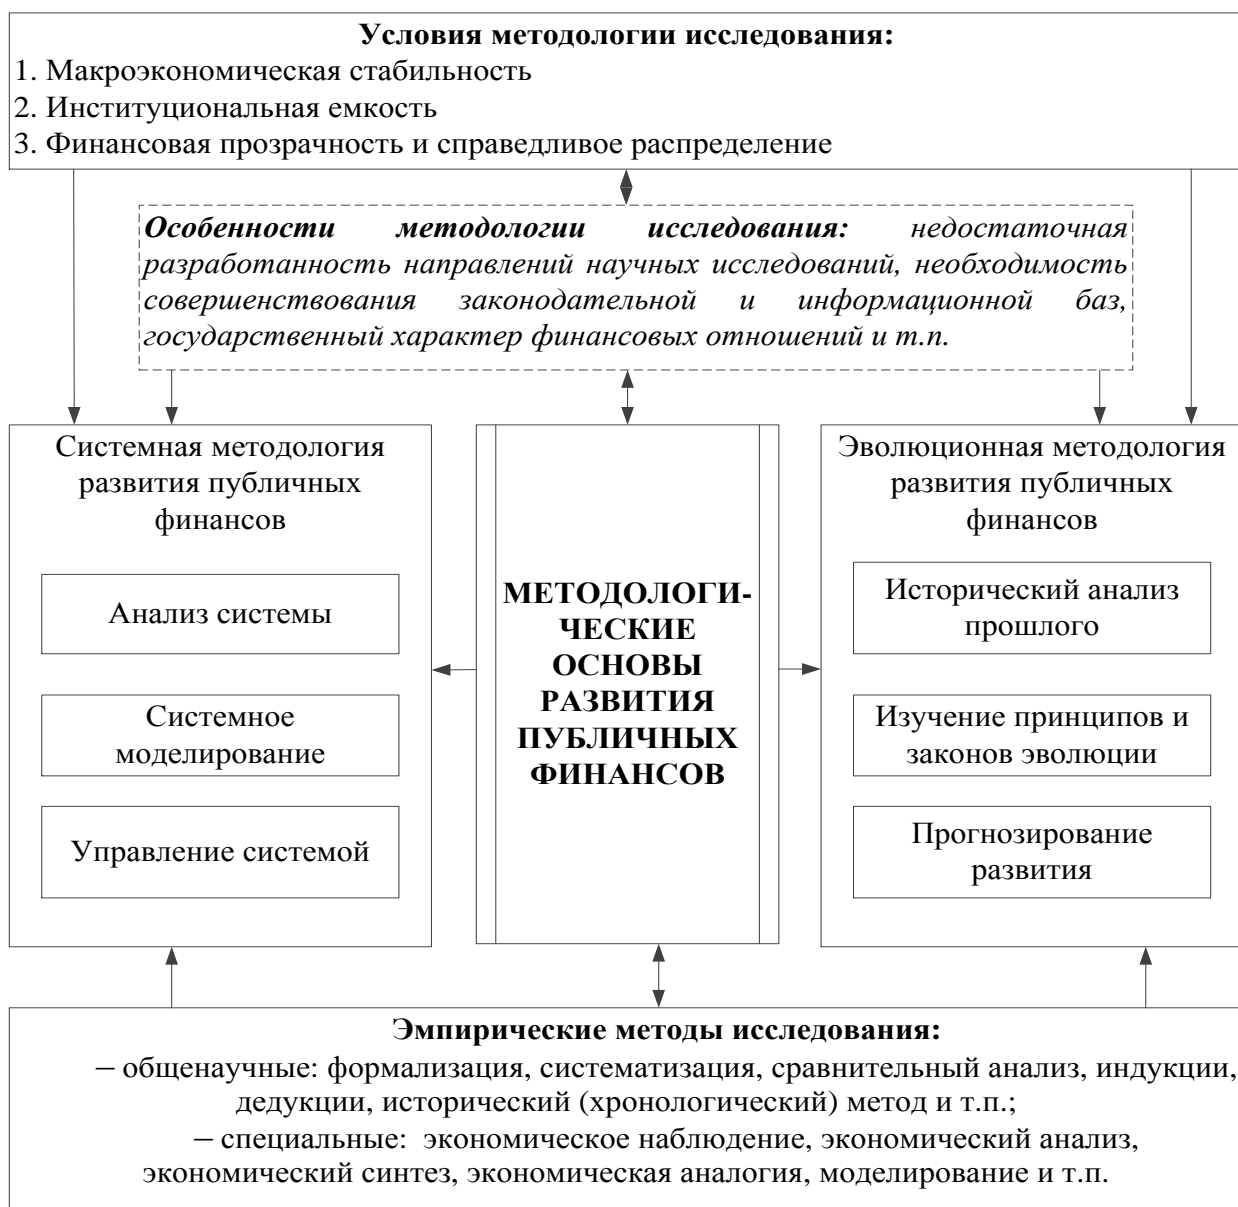 Условия методологии исследования:
1. Макроэкономическая стабильность
2. Институциональная емкость
3. Финансовая прозрачность и справедливое распределение
Особенности методологии исследования: недостаточная
разработанность направлений научных исследований, необходимость
совершенствования законодательной и информационной баз,
государственный характер финансовых отношений и т.п.
Системная методология
развития публичных
финансов
Анализ системы
Системное
моделирование
Управление системой
МЕТОДОЛОГИ-
ЧЕСКИЕ
ОСНОВЫ
РАЗВИТИЯ
ПУБЛИЧНЫХ
ФИНАНСОВ
Эволюционная методология
развития публичных
финансов
Исторический анализ
прошлого
Изучение принципов и
законов эволюции
Прогнозирование
развития
Эмпирические методы исследования:
– общенаучные: формализация, систематизация, сравнительный анализ, индукции,
дедукции, исторический (хронологический) метод и т.п.;
– специальные: экономическое наблюдение, экономический анализ,
экономический синтез, экономическая аналогия, моделирование и т.п.